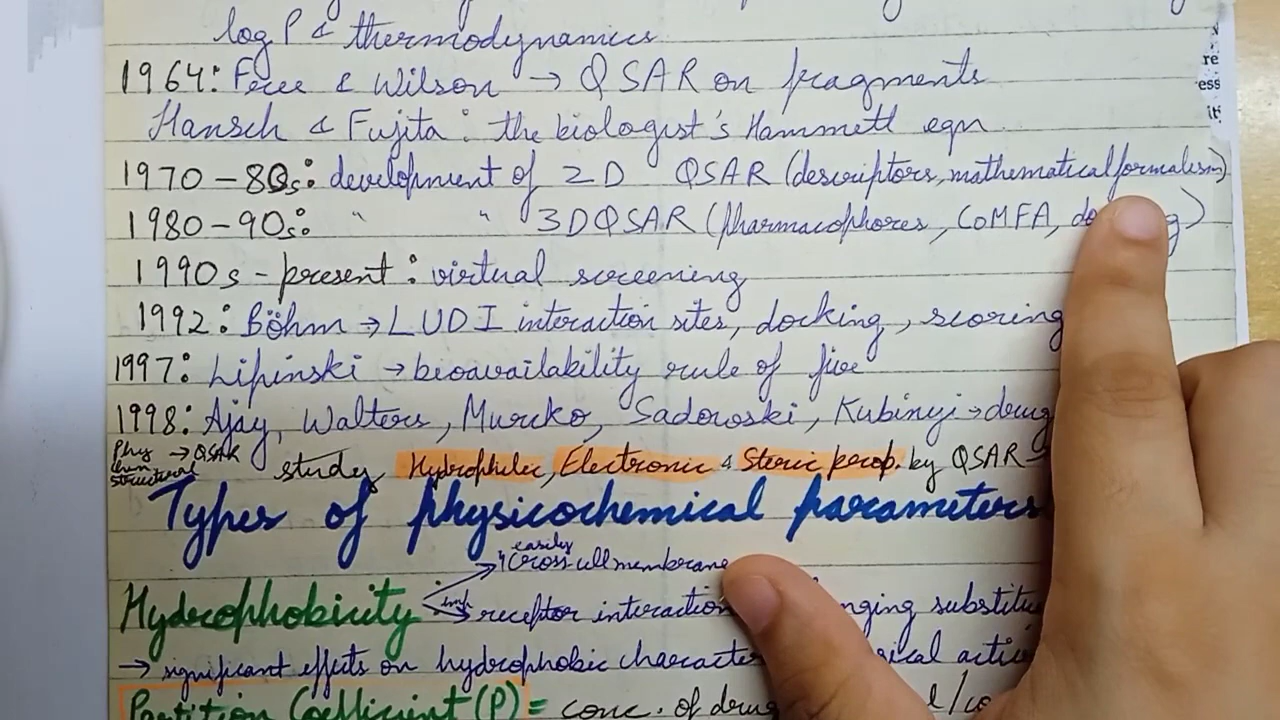 log P & thermodynamics
1964: Free & Wilson → QSAR on fragments
Hansch & Fujita: the biologist's Hammett eqn.
1970-80s: development of 2D QSAR (descriptors, mathematical formalism)
1980-90s: " " 3D QSAR (pharmacophores, CoMFA,
1990s-present: virtual screening
1992: Böhm → LUDI interaction sites, docking, scoring
1997: Lipinski → bioavailability rule of five
1998: Ajay, Walters, Murcko, Sadowski, Kubinyi → drug
Phy chem structural → QSAR study Hydrophilic, Electronic & Steric prop. by QSAR
Types of physicochemical parameters
easily
Cross cell membrane
Hydrophobicity imp receptor interaction
→ significant effects on hydrophobic
Partition Coefficient (P) = conc. of drug
re
ess
it